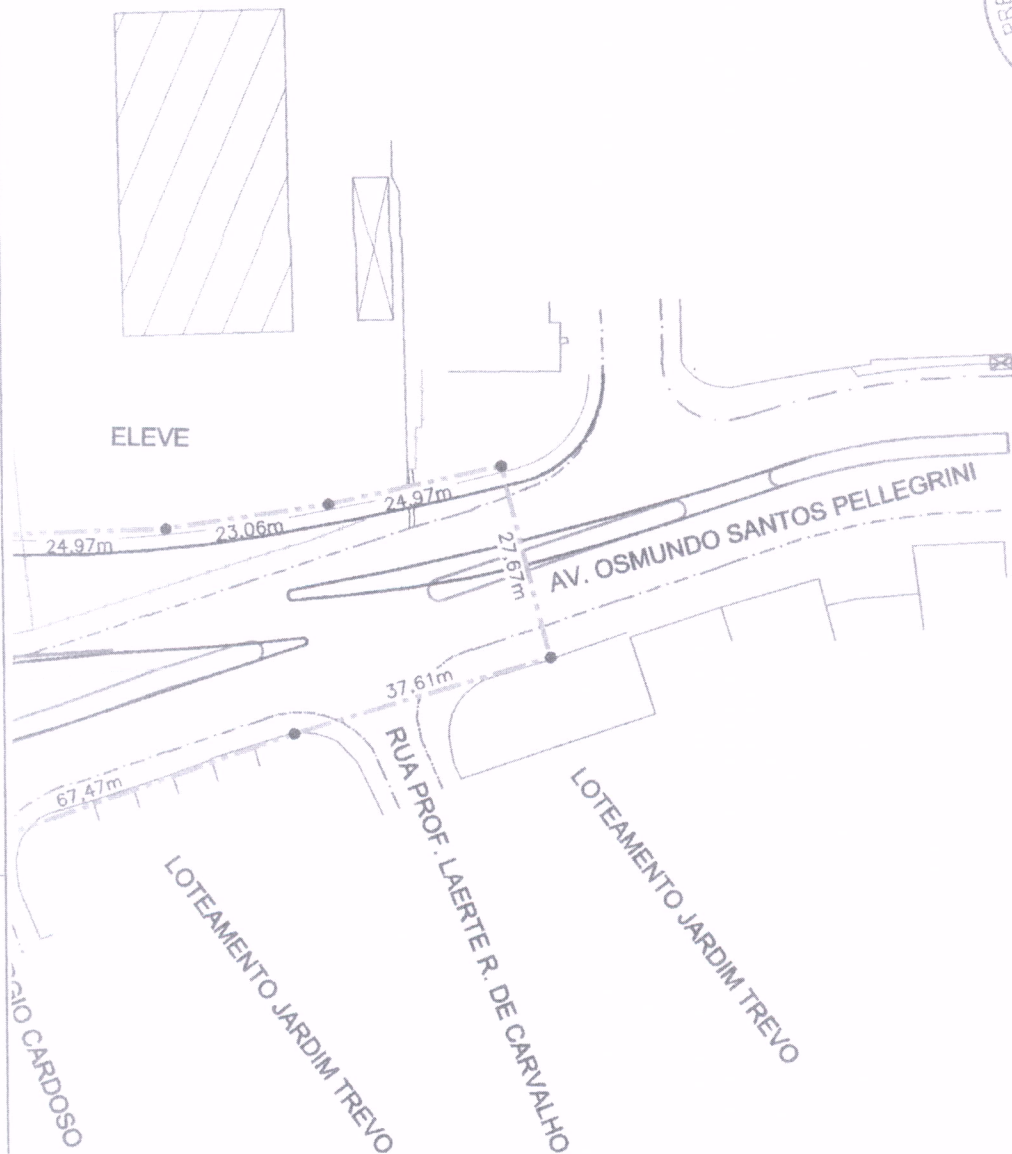 ELEVE
24.97m
23.06m
24.97m
27.67m
AV. OSMUNDO SANTOS PELLEGRINI
37.61m
67.47m
RUA PROF. LAERTE R. DE CARVALHO
LOTEAMENTO JARDIM TREVO
LOTEAMENTO JARDIM TREVO
CARDOSO